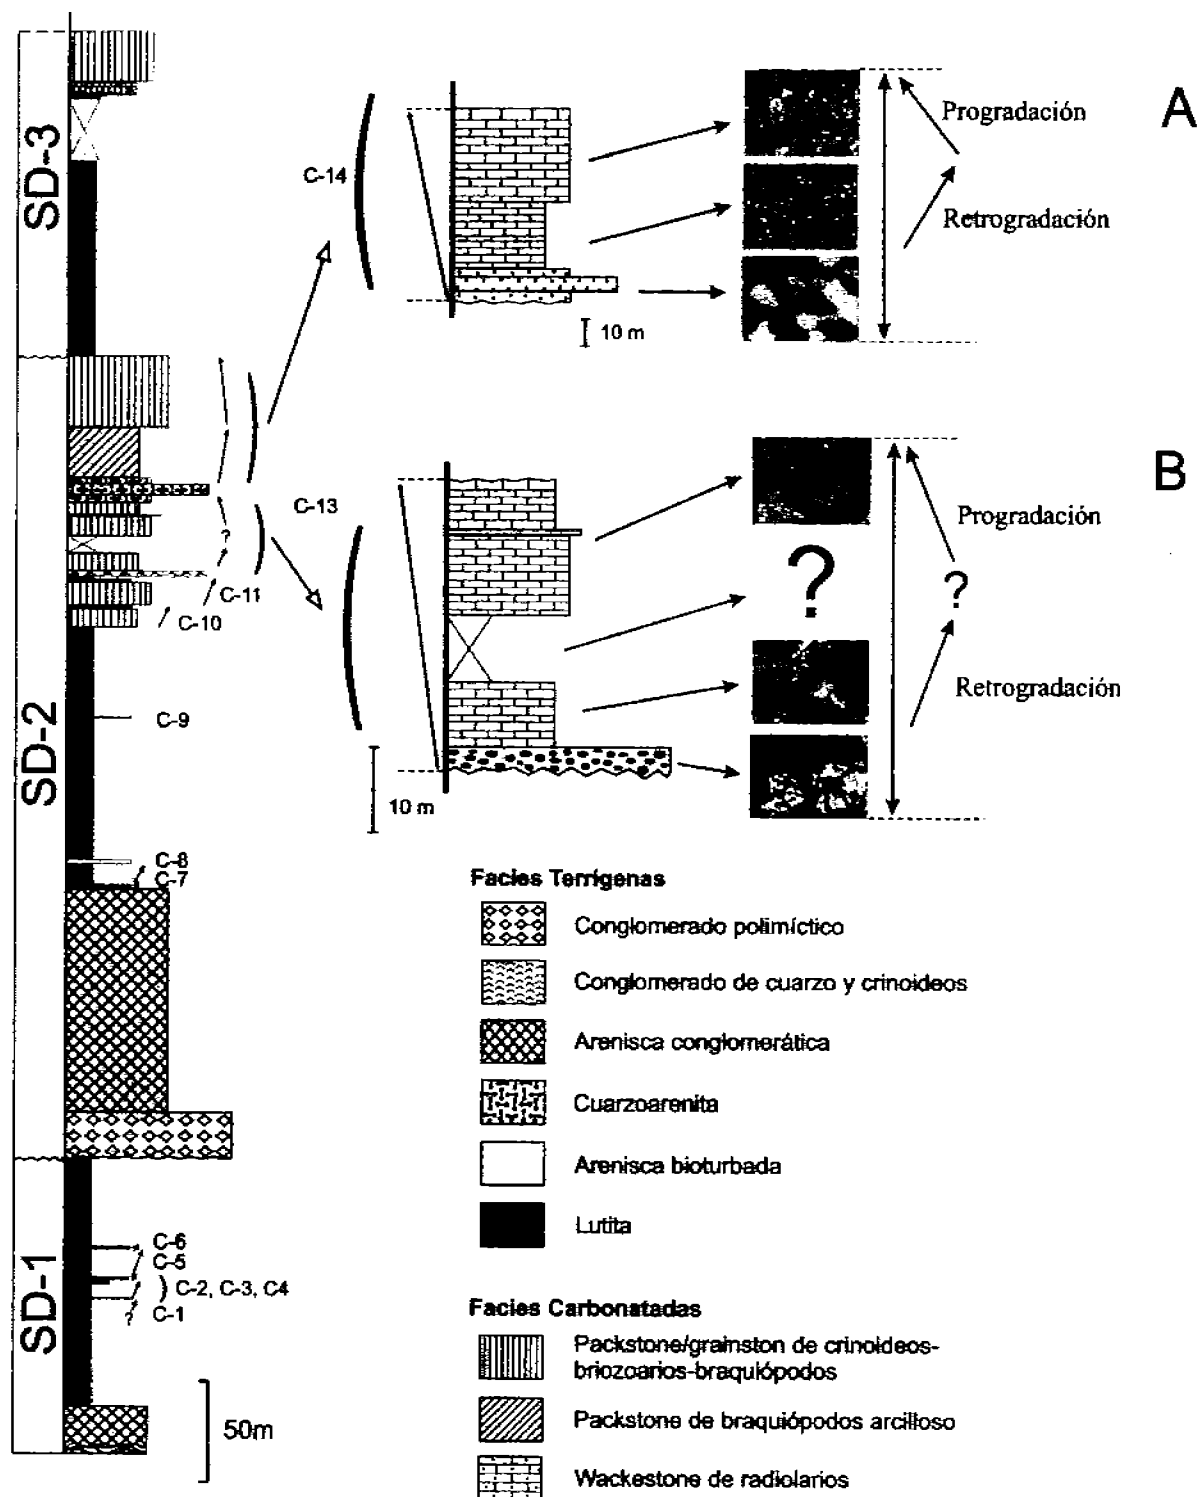 A
Progradación
Retrogradación
C-14
10 m
SD-3
B
C-13
Progradación
?
?
Retrogradación
10 m
?
C-11
C-10
C-9
SD-2
C-8
C-7
C-6
C-5
C-2, C-3, C4
C-1
?
SD-1
50m
Facies Terrígenas
Conglomerado polimíctico
Conglomerado de cuarzo y crinoideos
Arenisca conglomerática
Cuarzoarenita
Arenisca bioturbada
Lutita
Facies Carbonatadas
Packstone/grainston de crinoideos-
briozoarios-braquiópodos
Packstone de braquiópodos arcilloso
Wackestone de radiolarios